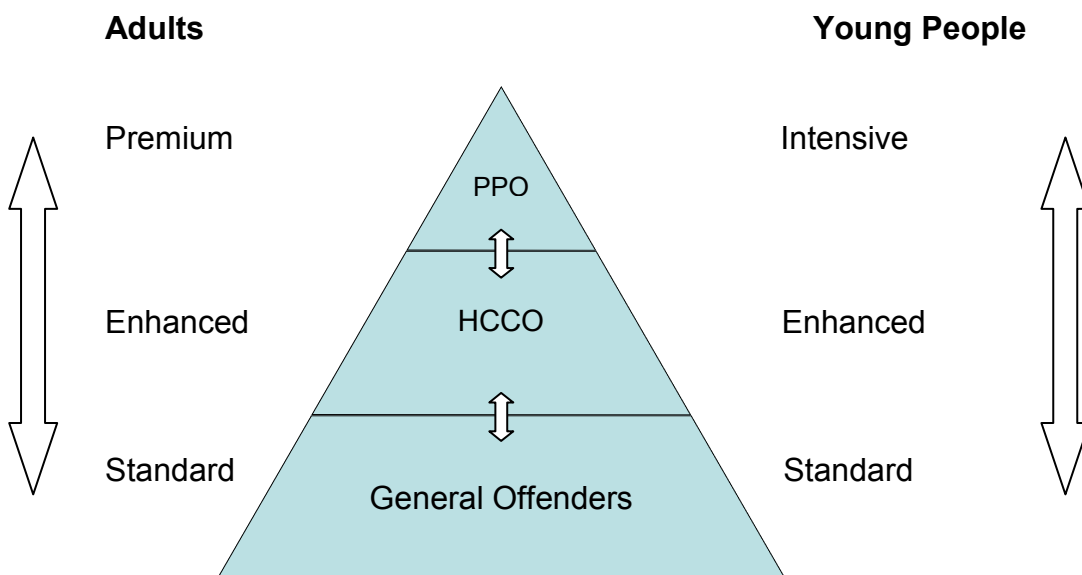 Adults Young People
Premium Intensive
PPO
Enhanced HCCO Enhanced
Standard Standard
General Offenders